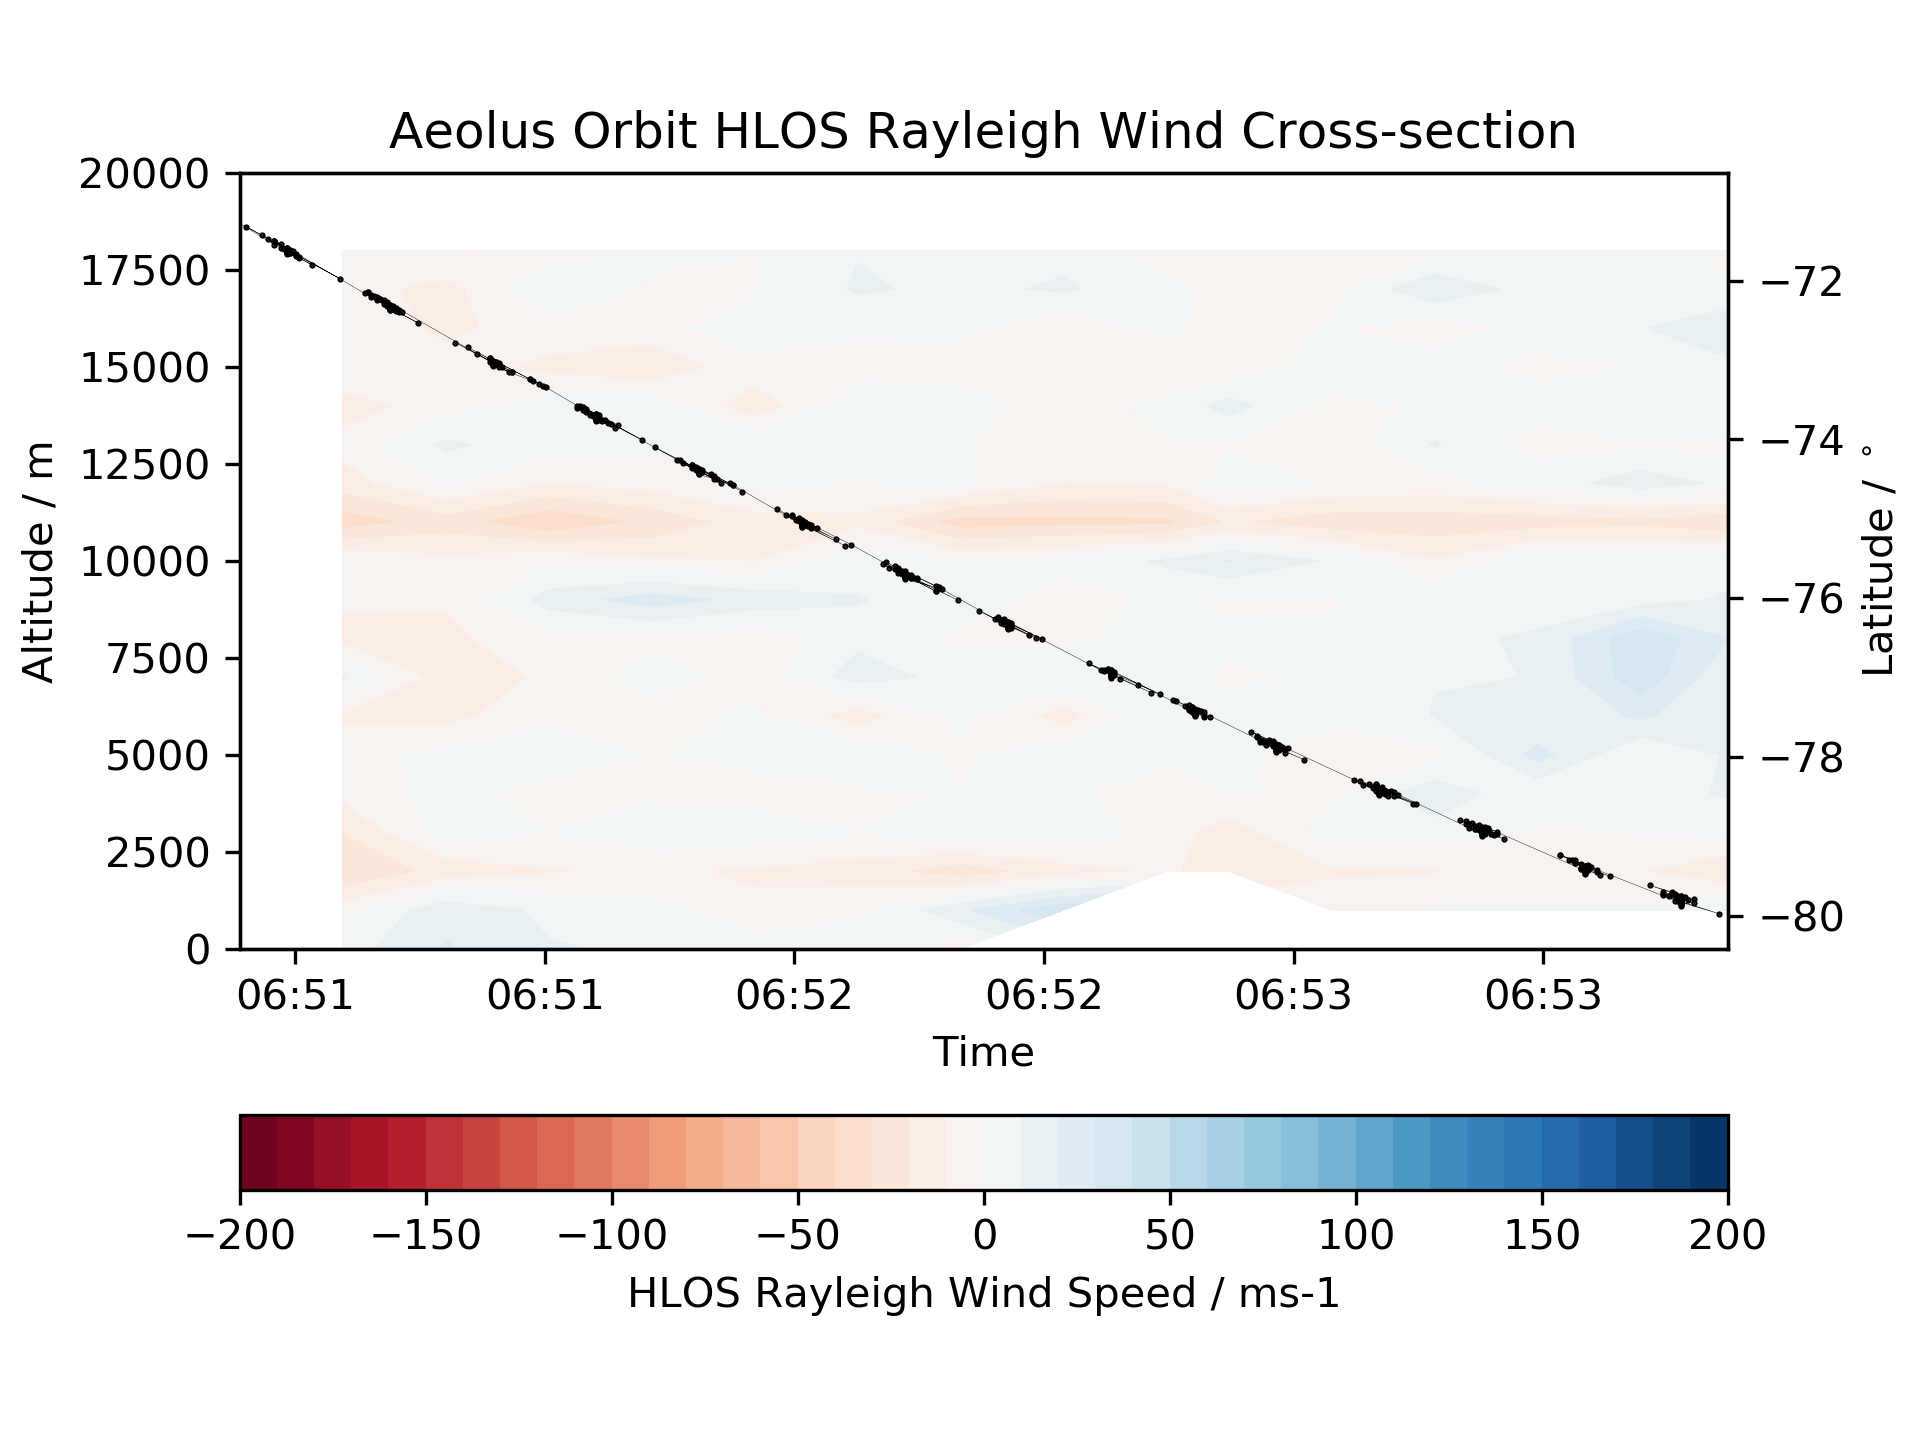 Aeolus Orbit HLOS Rayleigh Wind Cross-section
20000
17500
15000
12500
10000
7500
5000
2500
0
Altitude / m
−72
−74
−76
−78
−80
Latitude / °
06:51 06:51 06:52 06:52 06:53 06:53
Time
−200 −150 −100 −50 0 50 100 150 200
HLOS Rayleigh Wind Speed / ms-1